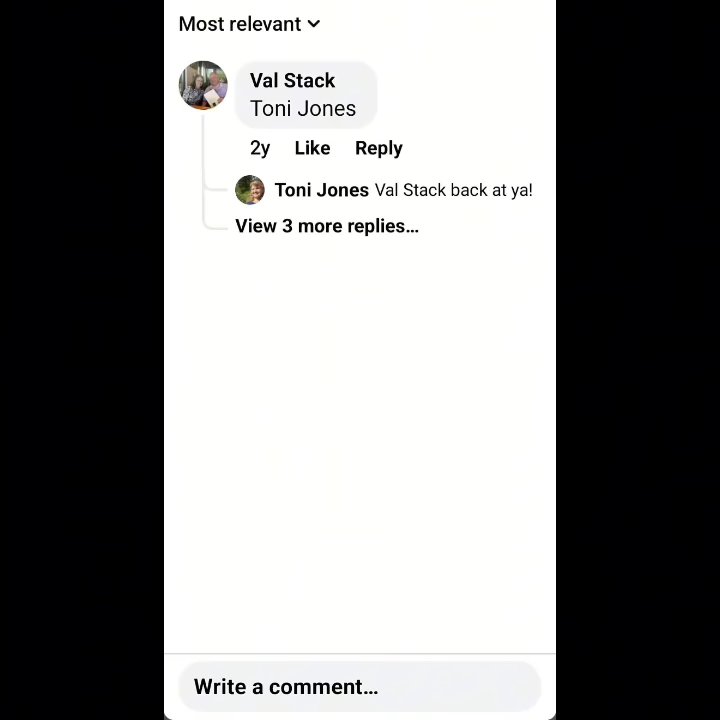 Most relevant
Val Stack
Toni Jones
2y Like Reply
Toni Jones Val Stack back at ya!
View 3 more replies...
Write a comment...